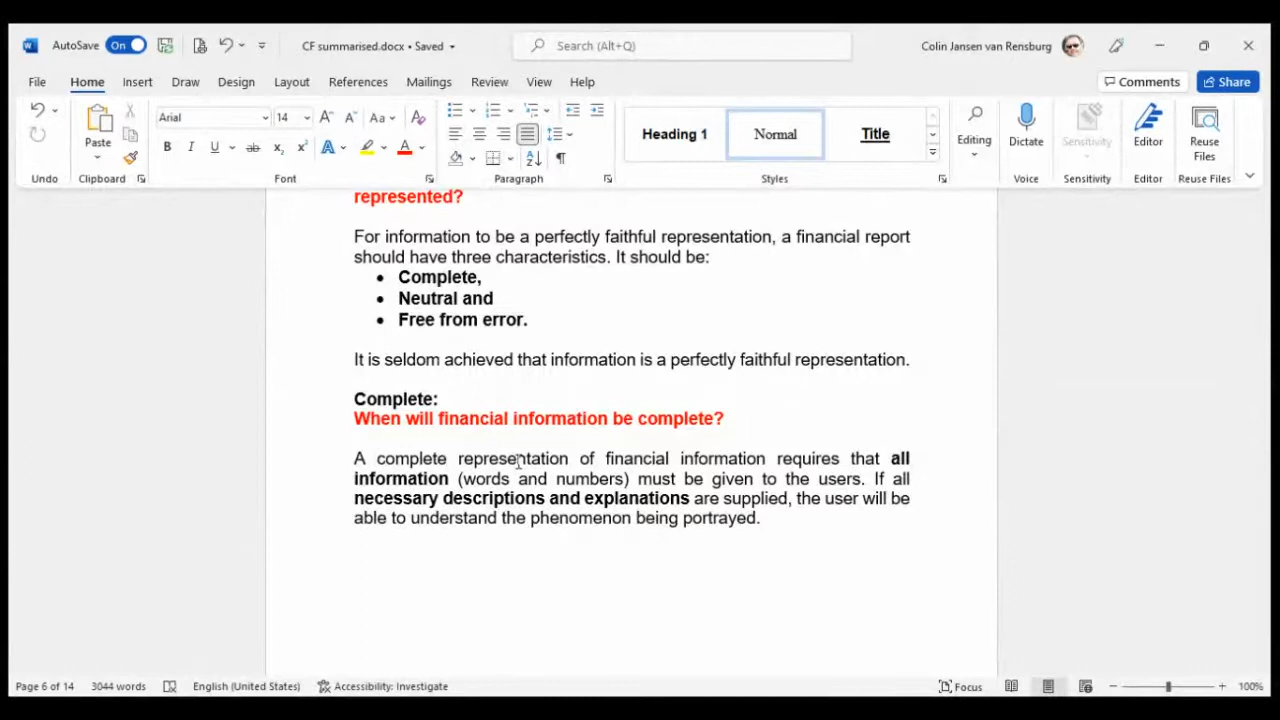 AutoSave On CF summarised.docx • Saved Search (Alt+Q) Colin Jansen van Rensburg
File Home Insert Draw Design Layout References Mailings Review View Help Comments Share
Arial 14 Aa Heading 1 Normal Title
Paste B I U ab x₂ x² A A Editing Dictate Sensitivity Editor Reuse Files
Undo Clipboard Font Paragraph Styles Voice Sensitivity Editor Reuse Files
represented?
For information to be a perfectly faithful representation, a financial report
should have three characteristics. It should be:
• Complete,
• Neutral and
• Free from error.
It is seldom achieved that information is a perfectly faithful representation.
Complete:
When will financial information be complete?
A complete representation of financial information requires that all
information (words and numbers) must be given to the users. If all
necessary descriptions and explanations are supplied, the user will be
able to understand the phenomenon being portrayed.
Page 6 of 14 3044 words English (United States) Accessibility: Investigate Focus 100%